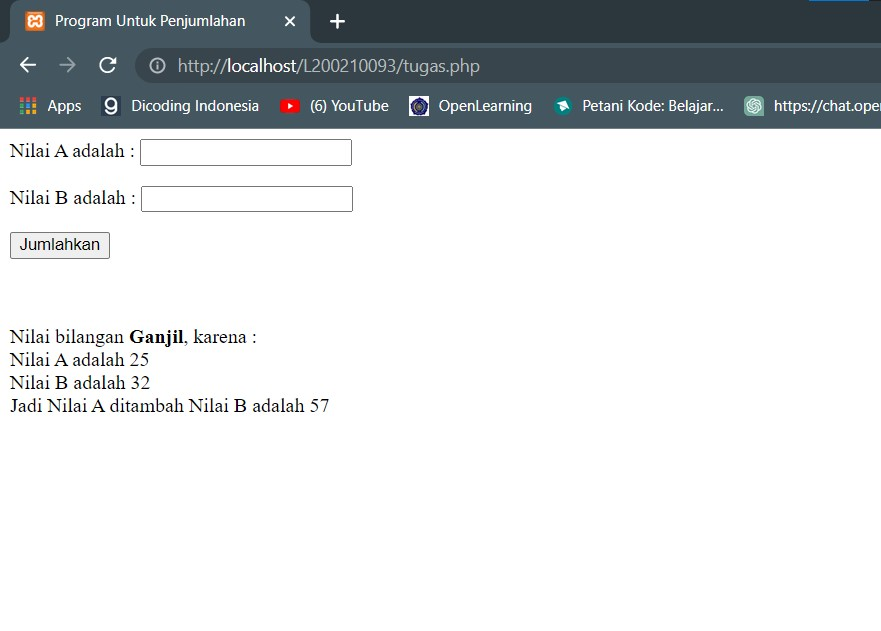 Program Untuk Penjumlahan
http://localhost/L200210093/tugas.php
Apps Dicoding Indonesia (6) YouTube OpenLearning Petani Kode: Belajar... https://chat.ope
Nilai A adalah :
Nilai B adalah :
Jumlahkan
Nilai bilangan Ganjil, karena :
Nilai A adalah 25
Nilai B adalah 32
Jadi Nilai A ditambah Nilai B adalah 57